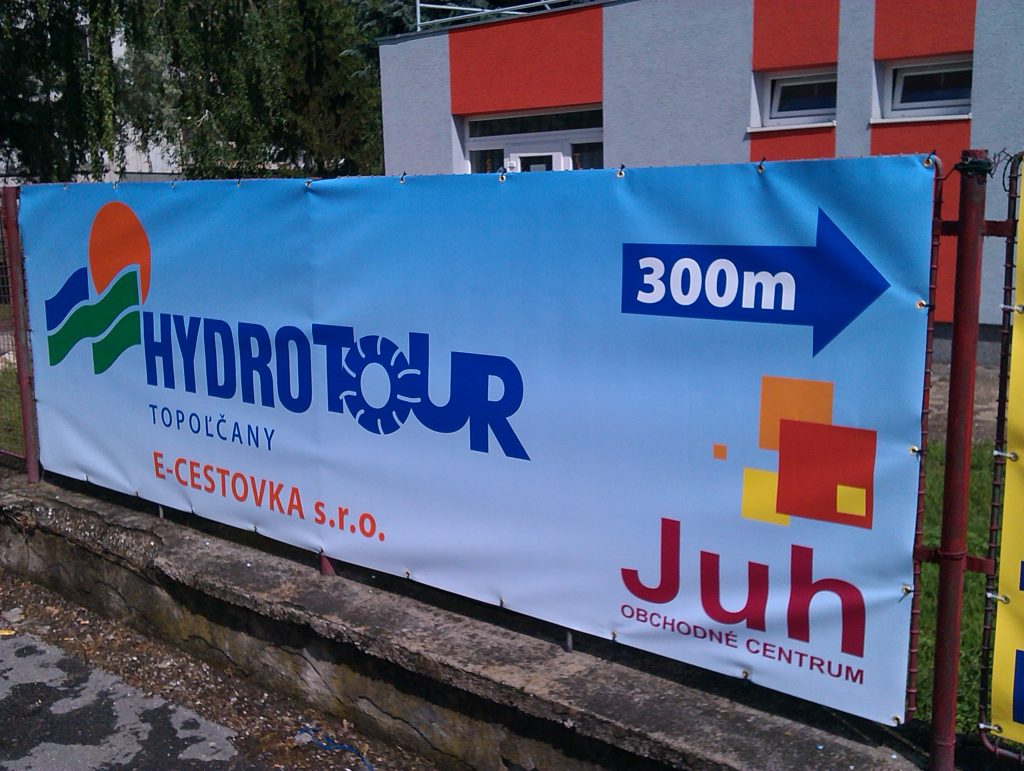 300m
HYDROTOUR
TOPOĽČANY
E-CESTOVKA s.r.o.
Juh
OBCHODNÉ CENTRUM